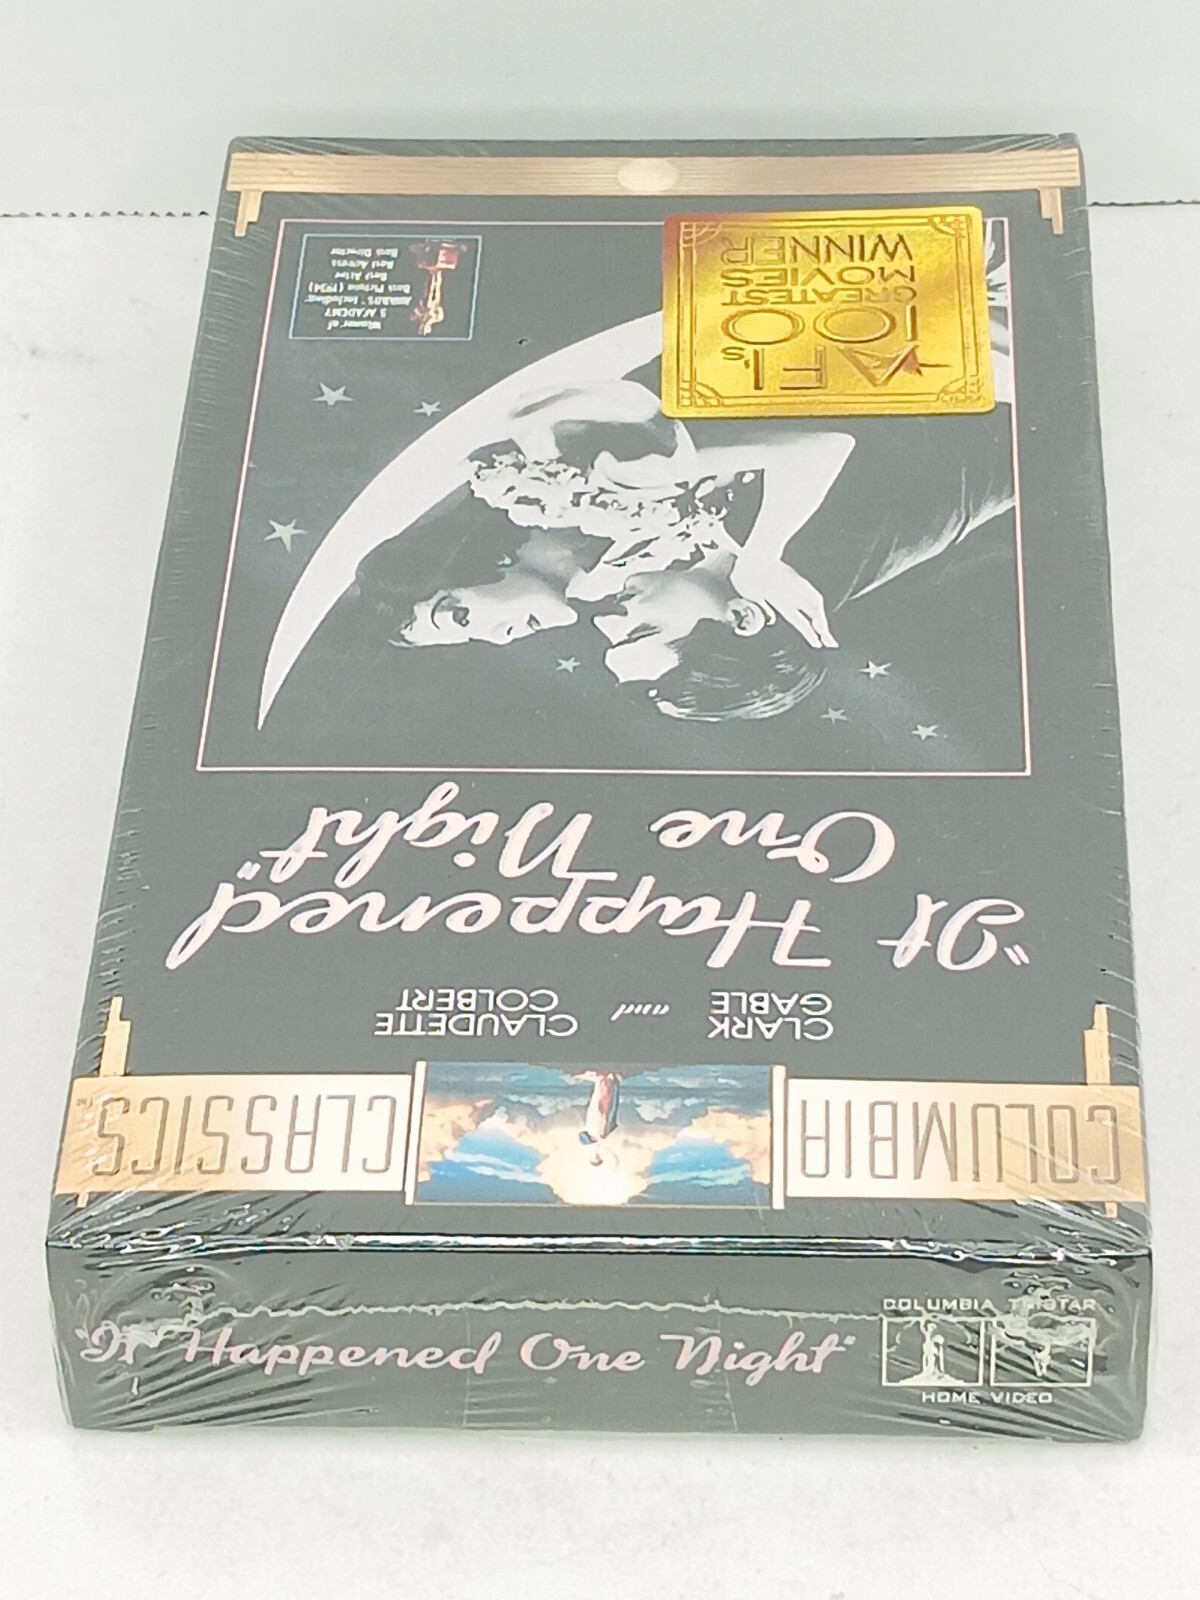 COLUMBIA CLASSICS™
CLARK GABLE and CLAUDETTE COLBERT
"It Happened
One Night"
Winner of
5 ACADEMY
AWARDS® Including
Best Picture (1934)
Best Actor
Best Actress
Best Director
AFI's
100
GREATEST
MOVIES
WINNER
"It Happened One Night"
COLUMBIA TRISTAR
HOME VIDEO